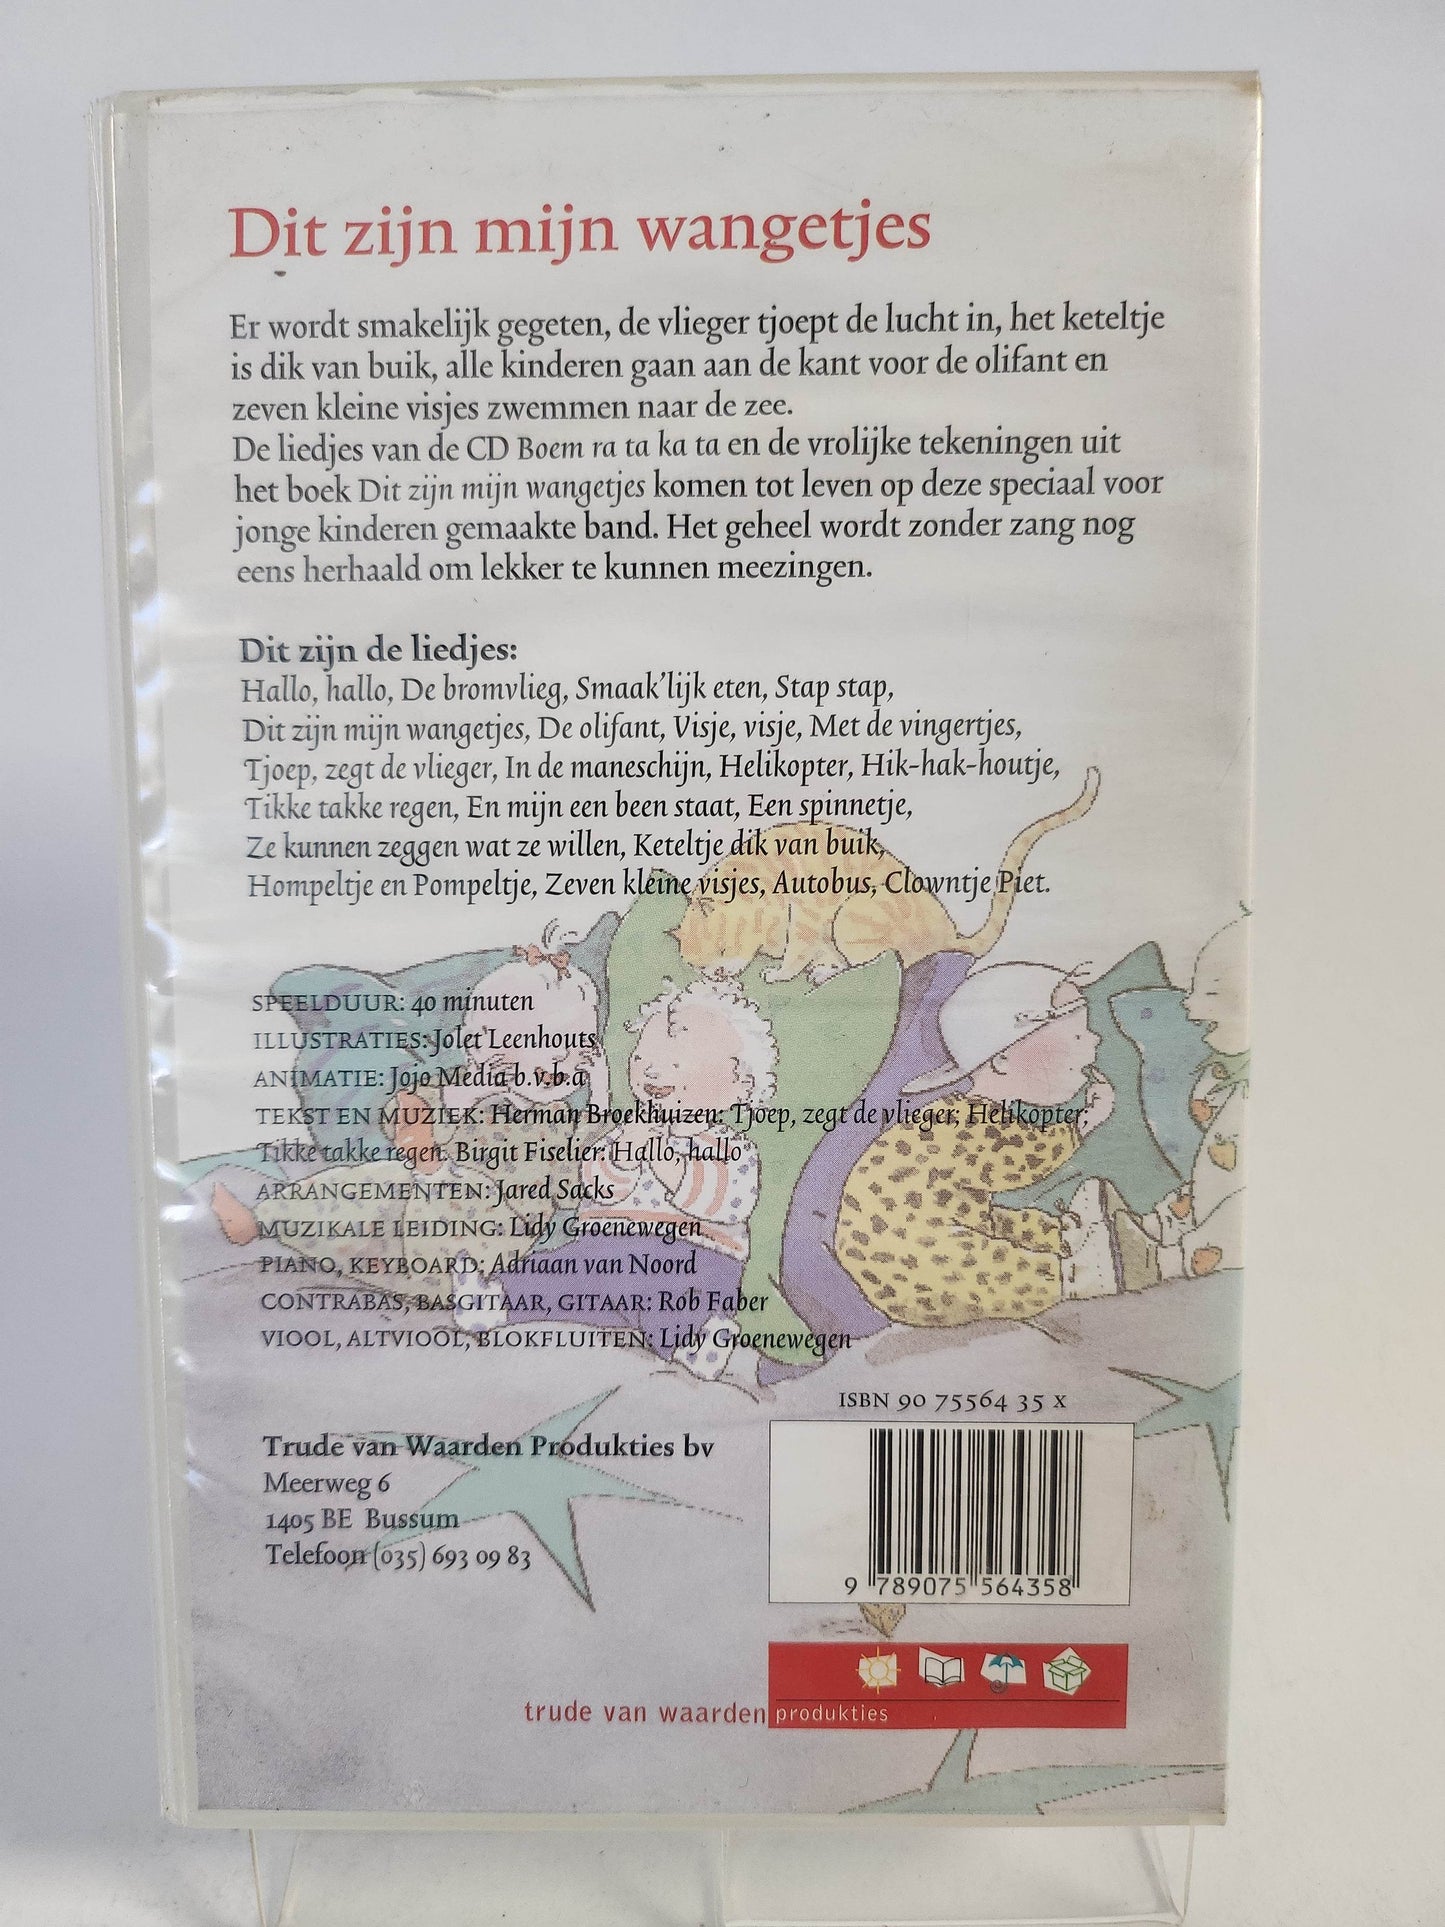 Dit zijn mijn wangetjes
Er wordt smakelijk gegeten, de vlieger tjoept de lucht in, het keteltje
is dik van buik, alle kinderen gaan aan de kant voor de olifant en
zeven kleine visjes zwemmen naar de zee.
De liedjes van de CD Boem ra ta ka ta en de vrolijke tekeningen uit
het boek Dit zijn mijn wangetjes komen tot leven op deze speciaal voor
jonge kinderen gemaakte band. Het geheel wordt zonder zang nog
eens herhaald om lekker te kunnen meezingen.
Dit zijn de liedjes:
Hallo, hallo, De bromvlieg, Smaak'lijk eten, Stap stap,
Dit zijn mijn wangetjes, De olifant, Visje, visje, Met de vingertjes,
Tjoep, zegt de vlieger, In de maneschijn, Helikopter, Hik-hak-houtje,
Tikke takke regen, En mijn een been staat, Een spinnetje,
Ze kunnen zeggen wat ze willen, Keteltje dik van buik,
Hompeltje en Pompeltje, Zeven kleine visjes, Autobus, Clowntje Piet.
SPEELDUUR: 40 minuten
ILLUSTRATIES: Jolet Leenhouts
ANIMATIE: Jojo Media b.v.b.a
TEKST EN MUZIEK: Herman Broekhuizen: Tjoep, zegt de vlieger; Helikopter;
Tikke takke regen. Birgit Fiselier: Hallo, hallo
ARRANGEMENTEN: Jared Sacks
MUZIKALE LEIDING: Lidy Groenewegen
PIANO, KEYBOARD: Adriaan van Noord
CONTRABAS, BASGITAAR, GITAAR: Rob Faber
VIOOL, ALTVIOOL, BLOKFLUITEN: Lidy Groenewegen
ISBN 90 75564 35 X
Trude van Waarden Produkties bv
Meerweg 6
1405 BE Bussum
Telefoon (035) 693 09 83
9 789075 564358
trude van waarden produkties